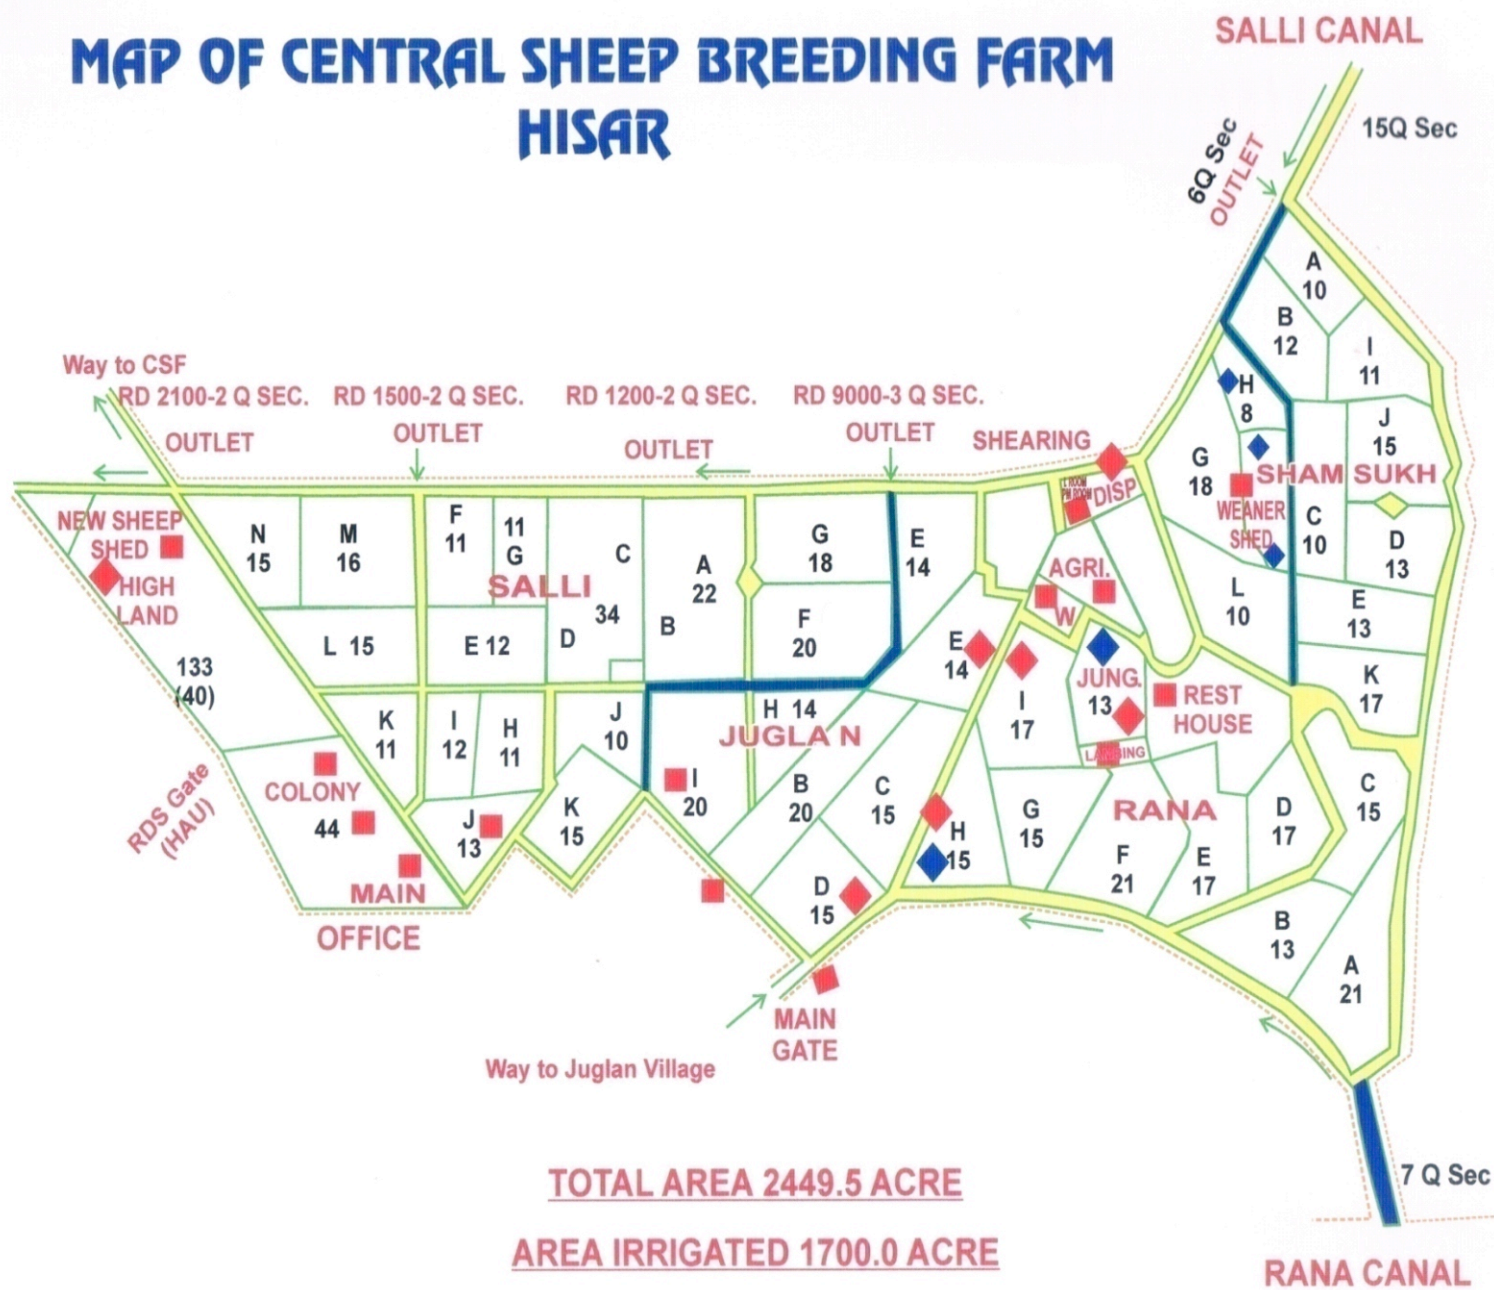 MAP OF CENTRAL SHEEP BREEDING FARM
HISAR
SALLI CANAL
15Q Sec
6Q Sec
OUTLET
Way to CSF
RD 2100-2 Q SEC.
OUTLET
RD 1500-2 Q SEC.
OUTLET
RD 1200-2 Q SEC.
OUTLET
RD 9000-3 Q SEC.
OUTLET
SHEARING
DISP
A
10
B
12
I
11
H
8
J
15
G
18
SHAM SUKH
WEANER
SHED
C
10
D
13
L
10
E
13
K
17
NEW SHEEP
SHED
HIGH
LAND
133
(40)
N
15
M
16
F
11
11
G
SALLI
C
34
D
B
A
22
L 15
E 12
G
18
F
20
E
14
E
14
AGRI.
W
JUNG.
13
LAMBING
REST
HOUSE
I
17
K
11
I
12
H
11
J
10
H 14
JUGLAN
I
20
B
20
C
15
D
15
K
15
J
13
COLONY
44
MAIN
OFFICE
RDS Gate
(HAU)
H
15
G
15
RANA
F
21
E
17
D
17
C
15
B
13
A
21
MAIN
GATE
Way to Juglan Village
TOTAL AREA 2449.5 ACRE
AREA IRRIGATED 1700.0 ACRE
7 Q Sec
RANA CANAL